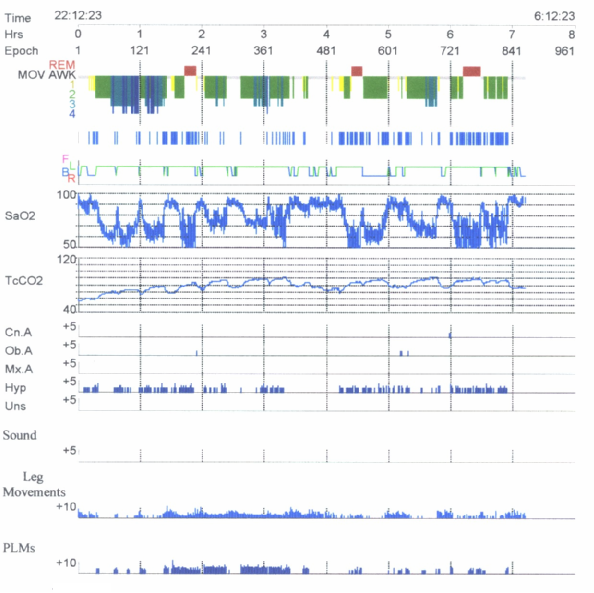 Time 22:12:23 6:12:23
Hrs 0 1 2 3 4 5 6 7 8
Epoch 1 121 241 361 481 601 721 841 961
REM
MOV AWK
1
2
3
4
F
L
B
R
100
SaO2
50
120
TcCO2
40
Cn.A +5
Ob.A +5
Mx.A +5
Hyp +5
Uns +5
Sound
+5
Leg
Movements
+10
PLMs
+10